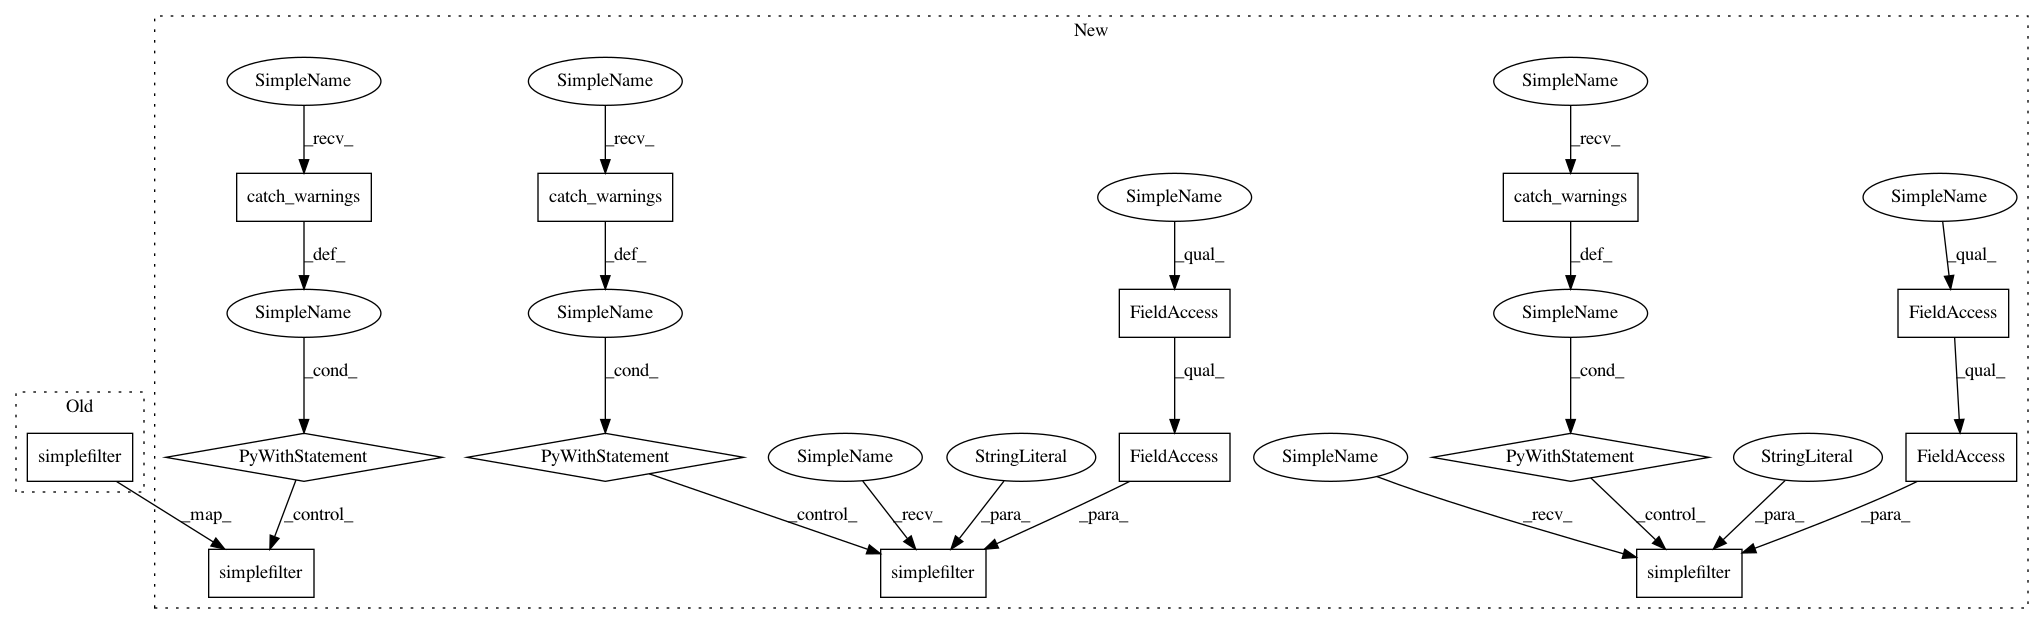 New
SimpleName SimpleName SimpleName
_recv_ _recv_ _recv_
catch_warnings catch_warnings SimpleName catch_warnings SimpleName
_def_ _def_ _qual_ _def_ _qual_
SimpleName SimpleName FieldAccess SimpleName FieldAccess
_cond_ _cond_ _qual_ _cond_ _qual_
Old
simplefilter PyWithStatement PyWithStatement SimpleName StringLiteral FieldAccess SimpleName PyWithStatement StringLiteral FieldAccess
_map_ _control_ _control_ _recv_ _para_ _para_ _recv_ _control_ _para_ _para_
simplefilter simplefilter simplefilter